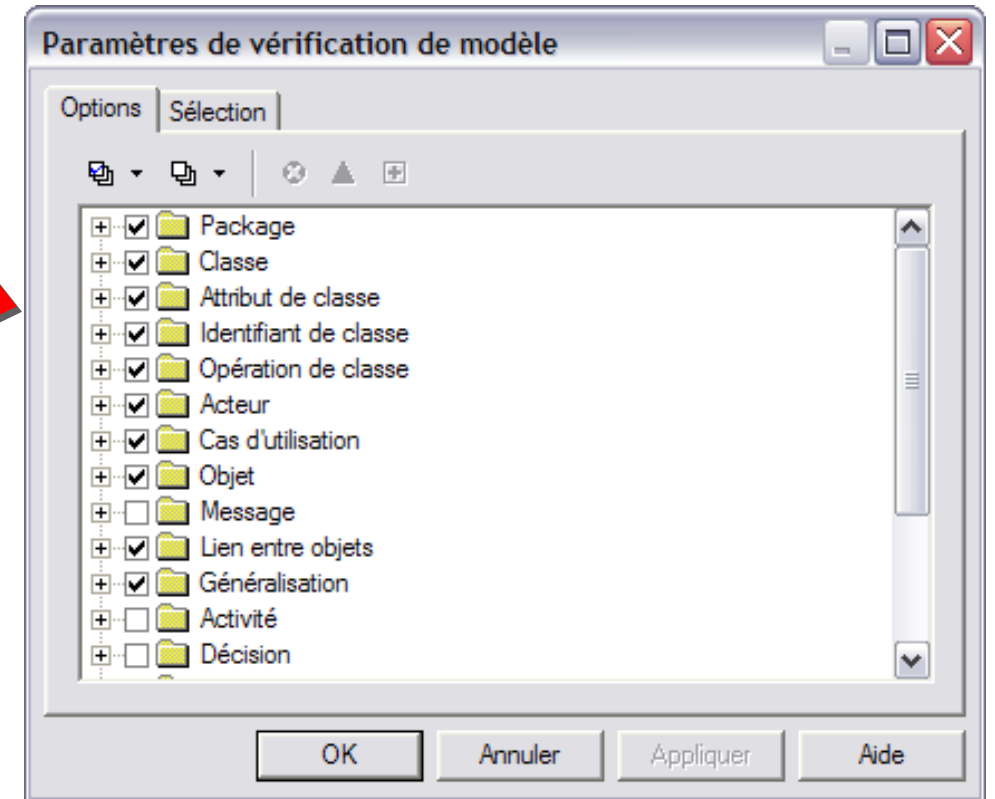 Paramètres de vérification de modèle
Options Sélection
Package
Classe
Attribut de classe
Identifiant de classe
Opération de classe
Acteur
Cas d'utilisation
Objet
Message
Lien entre objets
Généralisation
Activité
Décision
OK Annuler Appliquer Aide